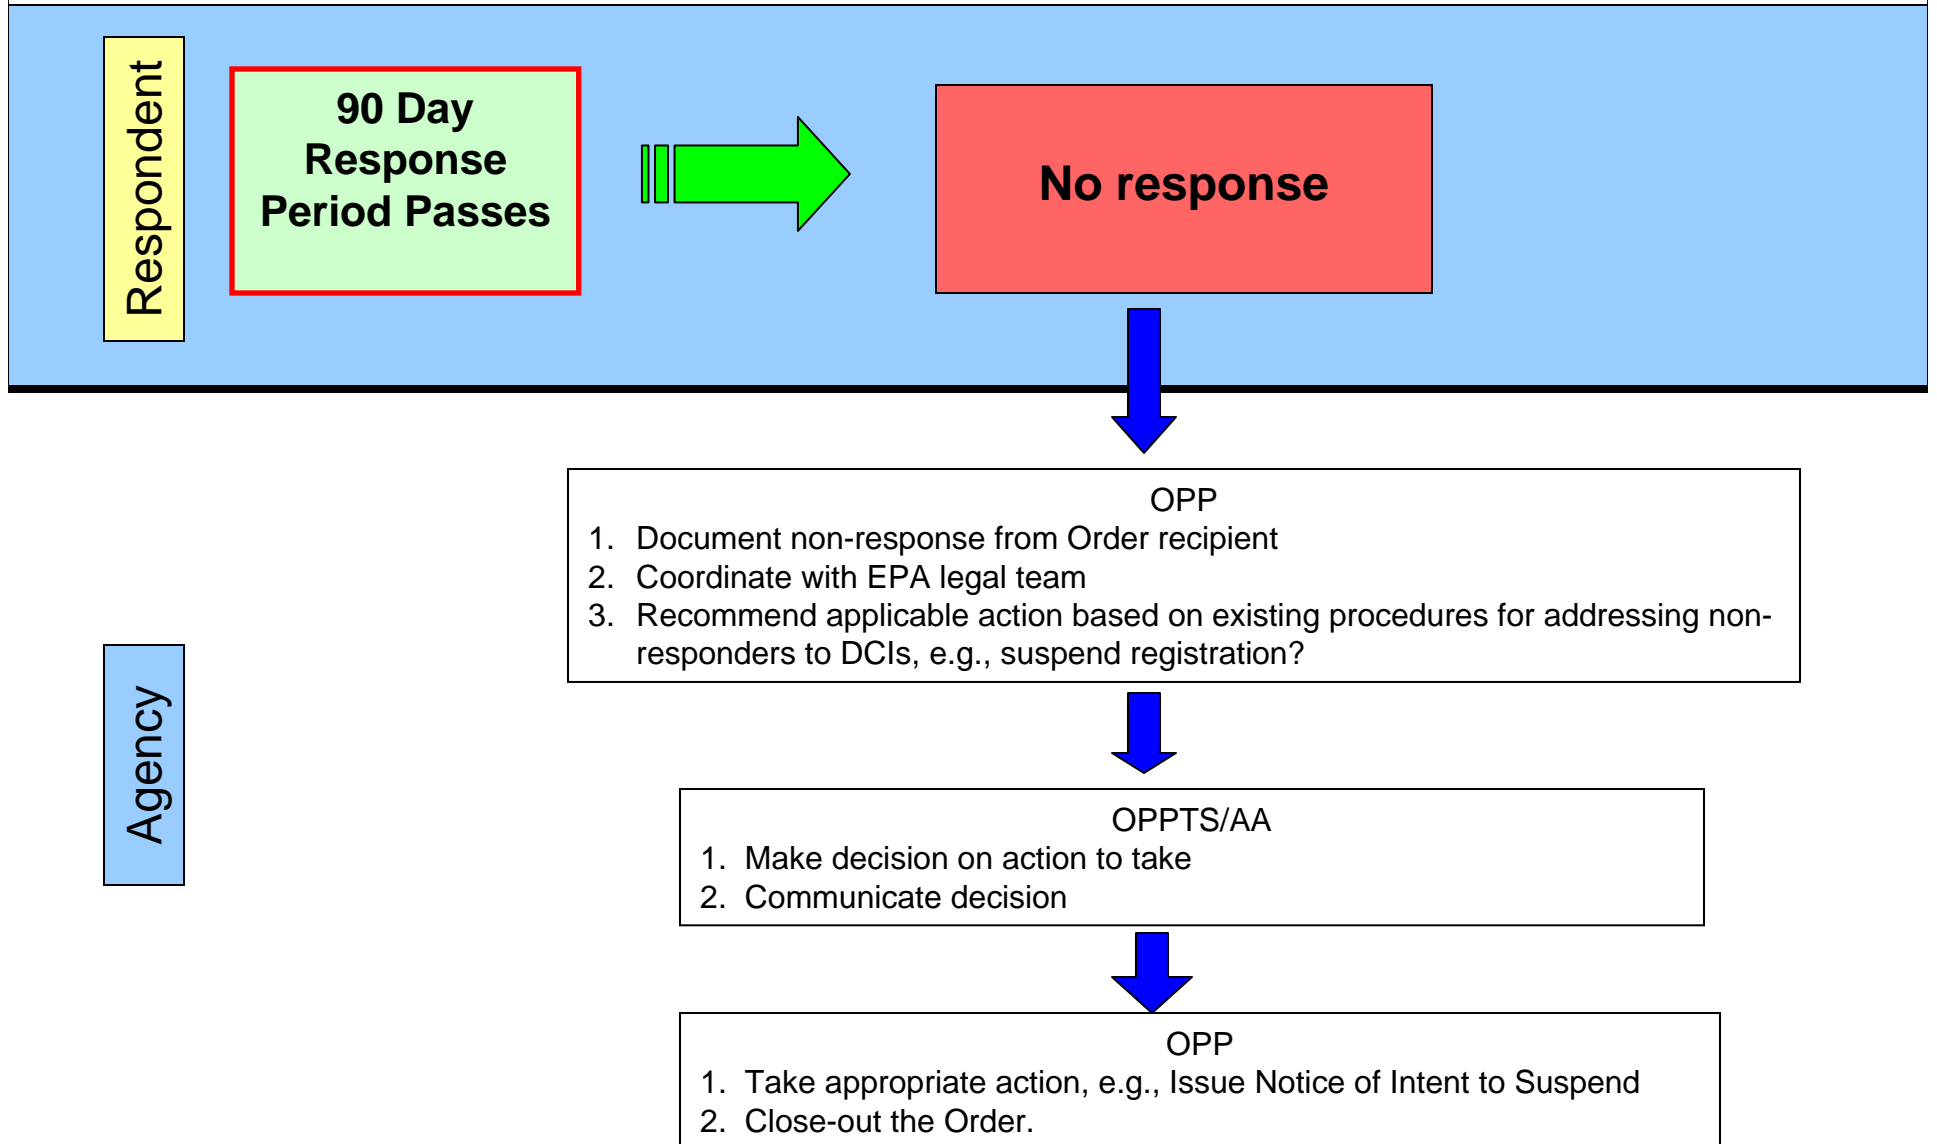 Respondent
90 Day
Response
Period Passes
No response
OPP
1. Document non-response from Order recipient
2. Coordinate with EPA legal team
3. Recommend applicable action based on existing procedures for addressing non-
responders to DCIs, e.g., suspend registration?
Agency
OPPTS/AA
1. Make decision on action to take
2. Communicate decision
OPP
1. Take appropriate action, e.g., Issue Notice of Intent to Suspend
2. Close-out the Order.